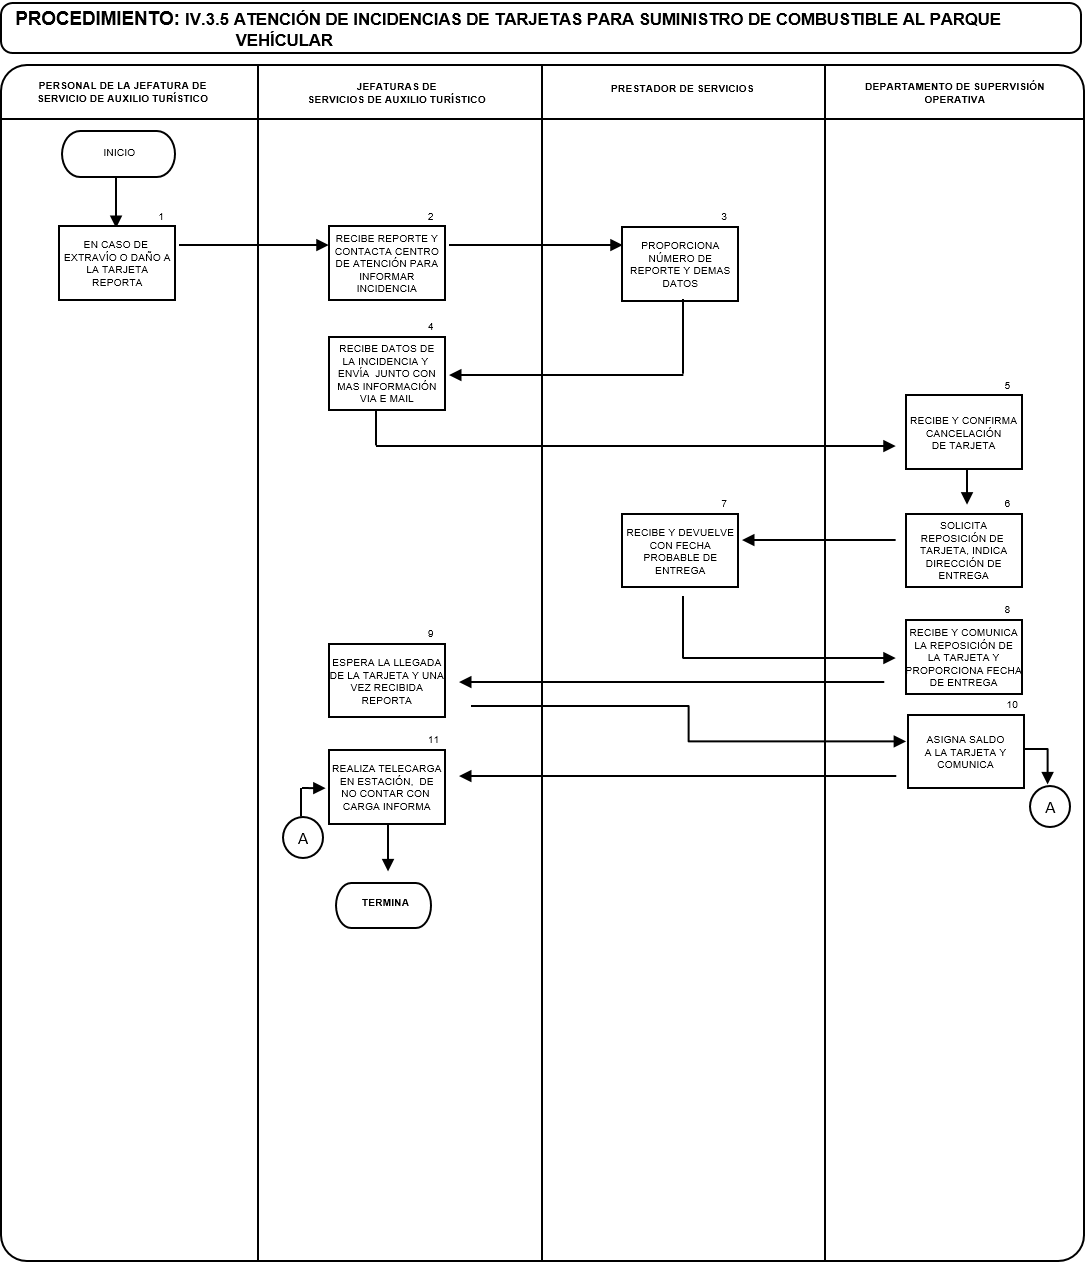 PROCEDIMIENTO: IV.3.5 ATENCIÓN DE INCIDENCIAS DE TARJETAS PARA SUMINISTRO DE COMBUSTIBLE AL PARQUE
VEHÍCULAR
PERSONAL DE LA JEFATURA DE
SERVICIO DE AUXILIO TURÍSTICO
JEFATURAS DE
SERVICIOS DE AUXILIO TURÍSTICO
PRESTADOR DE SERVICIOS
DEPARTAMENTO DE SUPERVISIÓN
OPERATIVA
INICIO
1
EN CASO DE
EXTRAVÍO O DAÑO A
LA TARJETA
REPORTA
2
RECIBE REPORTE Y
CONTACTA CENTRO
DE ATENCIÓN PARA
INFORMAR
INCIDENCIA
3
PROPORCIONA
NÚMERO DE
REPORTE Y DEMAS
DATOS
4
RECIBE DATOS DE
LA INCIDENCIA Y
ENVÍA JUNTO CON
MAS INFORMACIÓN
VIA E MAIL
5
RECIBE Y CONFIRMA
CANCELACIÓN
DE TARJETA
6
SOLICITA
REPOSICIÓN DE
TARJETA, INDICA
DIRECCIÓN DE
ENTREGA
7
RECIBE Y DEVUELVE
CON FECHA
PROBABLE DE
ENTREGA
8
RECIBE Y COMUNICA
LA REPOSICIÓN DE
LA TARJETA Y
PROPORCIONA FECHA
DE ENTREGA
9
ESPERA LA LLEGADA
DE LA TARJETA Y UNA
VEZ RECIBIDA
REPORTA
10
ASIGNA SALDO
A LA TARJETA Y
COMUNICA
A
11
REALIZA TELECARGA
EN ESTACIÓN, DE
NO CONTAR CON
CARGA INFORMA
A
TERMINA